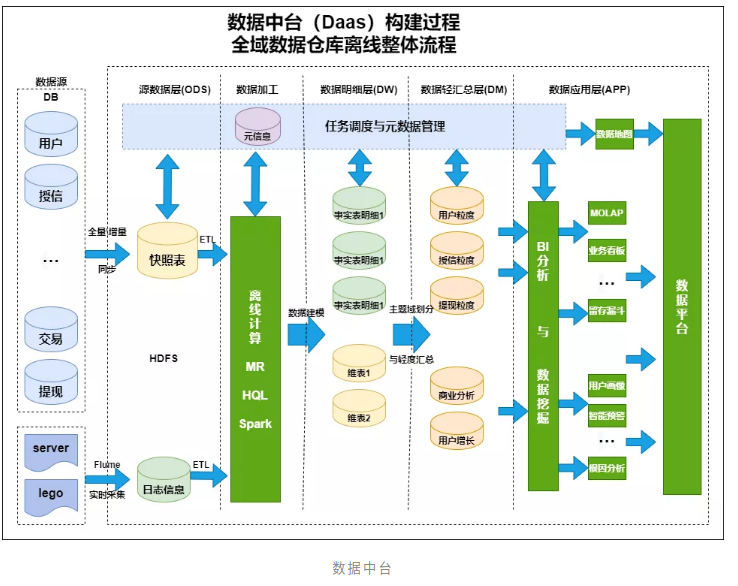 数据中台（Daas）构建过程
全域数据仓库离线整体流程
数据源
DB
源数据层(ODS)
数据加工
数据明细层(DW)
数据轻汇总层(DM)
数据应用层(APP)
用户
授信
...
交易
提现
server
lego
全量/增量
同步
Flume
实时采集
快照表
HDFS
日志信息
ETL
ETL
元信息
任务调度与元数据管理
离线计算
MR
HQL
Spark
数据建模
事实表明细1
事实表明细1
事实表明细1
维表1
维表2
主题域划分
与轻度汇总
用户粒度
授信粒度
提现粒度
商业分析
用户增长
BI分析
与
数据挖掘
数据地图
MOLAP
业务看板
...
留存漏斗
用户画像
智能预警
...
根因分析
数据平台
数据中台